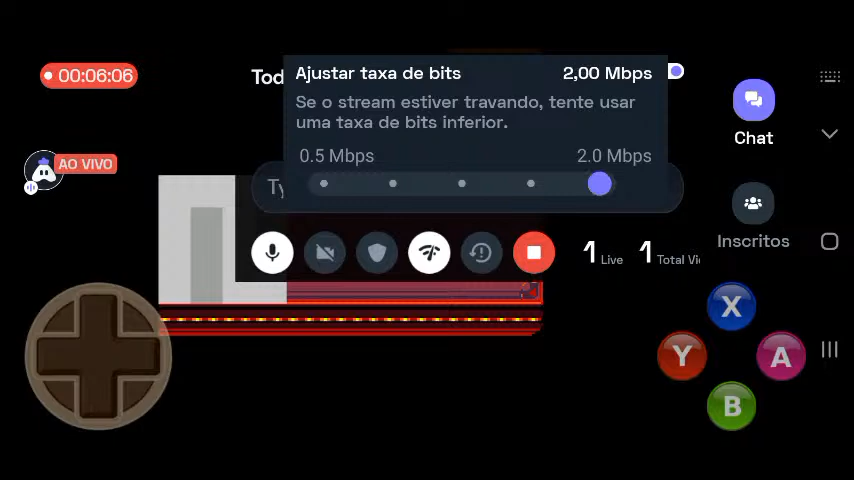 00:06:06
Tod
Ajustar taxa de bits 2,00 Mbps
Se o stream estiver travando, tente usar
uma taxa de bits inferior.
0.5 Mbps 2.0 Mbps
Ty
AO VIVO
1 Live 1 Total Vi
Chat
Inscritos
X
Y
A
B